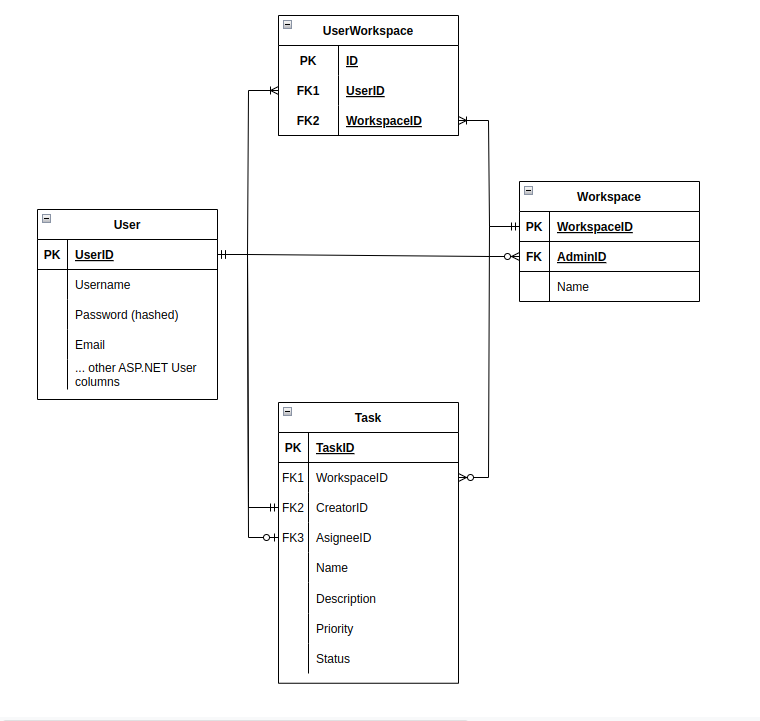 UserWorkspace
PK ID
FK1 UserID
FK2 WorkspaceID
Workspace
PK WorkspaceID
FK AdminID
Name
User
PK UserID
Username
Password (hashed)
Email
... other ASP.NET User
columns
Task
PK TaskID
FK1 WorkspaceID
FK2 CreatorID
FK3 AsigneeID
Name
Description
Priority
Status